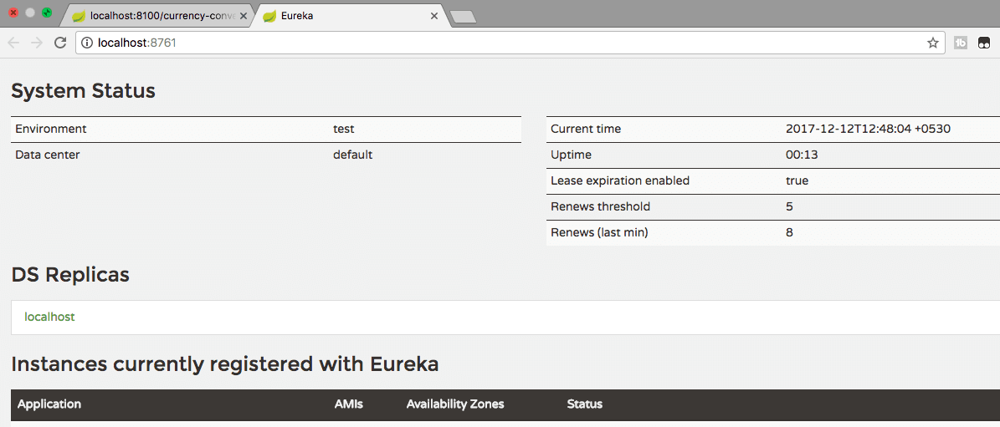 localhost:8100/currency-conve
Eureka
localhost:8761
System Status
Environment test
Data center default
Current time 2017-12-12T12:48:04 +0530
Uptime 00:13
Lease expiration enabled true
Renews threshold 5
Renews (last min) 8
DS Replicas
localhost
Instances currently registered with Eureka
Application AMIs Availability Zones Status